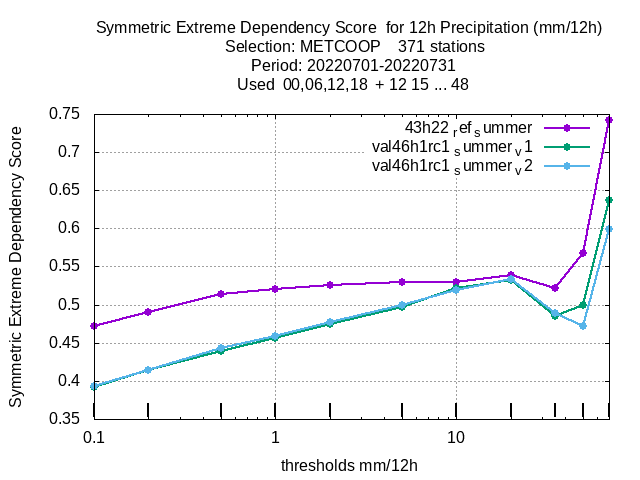 Symmetric Extreme Dependency Score  for 12h Precipitation (mm/12h)
Selection: METCOOP    371 stations
Period: 20220701-20220731
Used  00,06,12,18  + 12 15 ... 48
43h22 ref summer
val46h1rc1 summer v1
val46h1rc1 summer v2
Symmetric Extreme Dependency Score
0.75
0.7
0.65
0.6
0.55
0.5
0.45
0.4
0.35
0.1 1 10
thresholds mm/12h